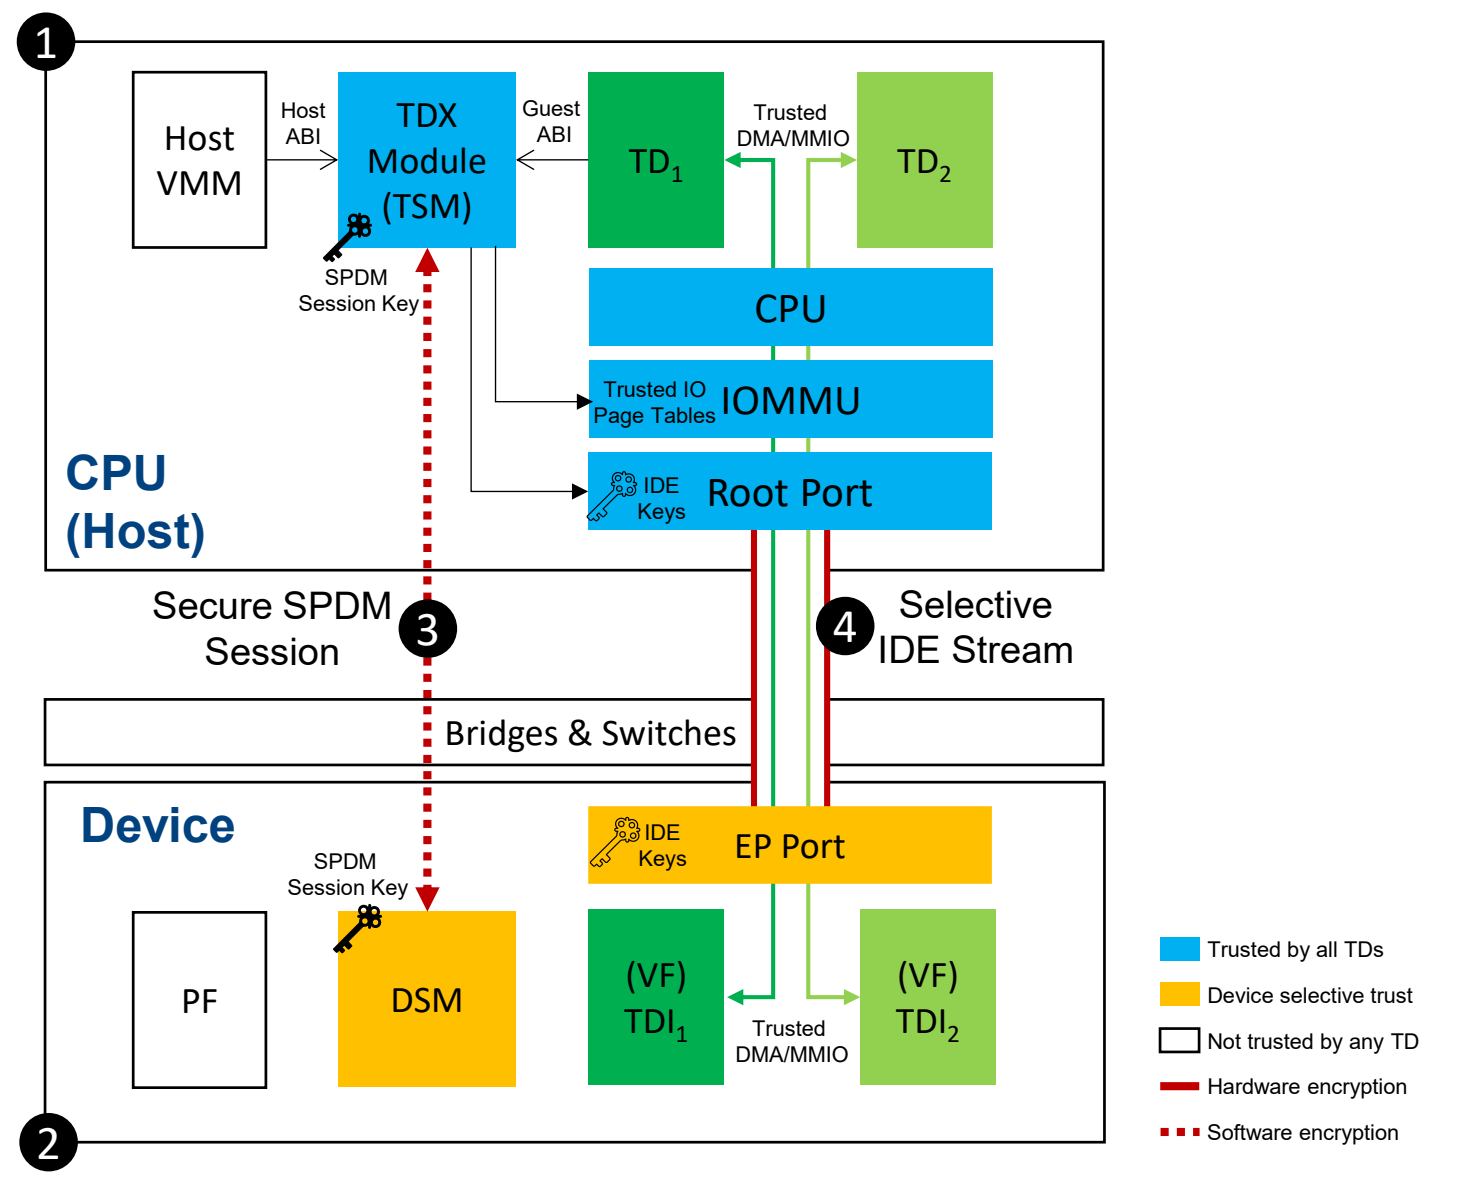 1
Host
VMM
Host
ABI
TDX
Module
(TSM)
Guest
ABI
TD1
Trusted
DMA/MMIO
TD2
SPDM
Session Key
CPU
Trusted IO
Page Tables
IOMMU
IDE
Keys
Root Port
CPU
(Host)
Secure SPDM
Session
3
4
Selective
IDE Stream
Bridges & Switches
Device
IDE
Keys
EP Port
SPDM
Session Key
PF
DSM
(VF)
TDI1
Trusted
DMA/MMIO
(VF)
TDI2
2
Trusted by all TDs
Device selective trust
Not trusted by any TD
Hardware encryption
Software encryption